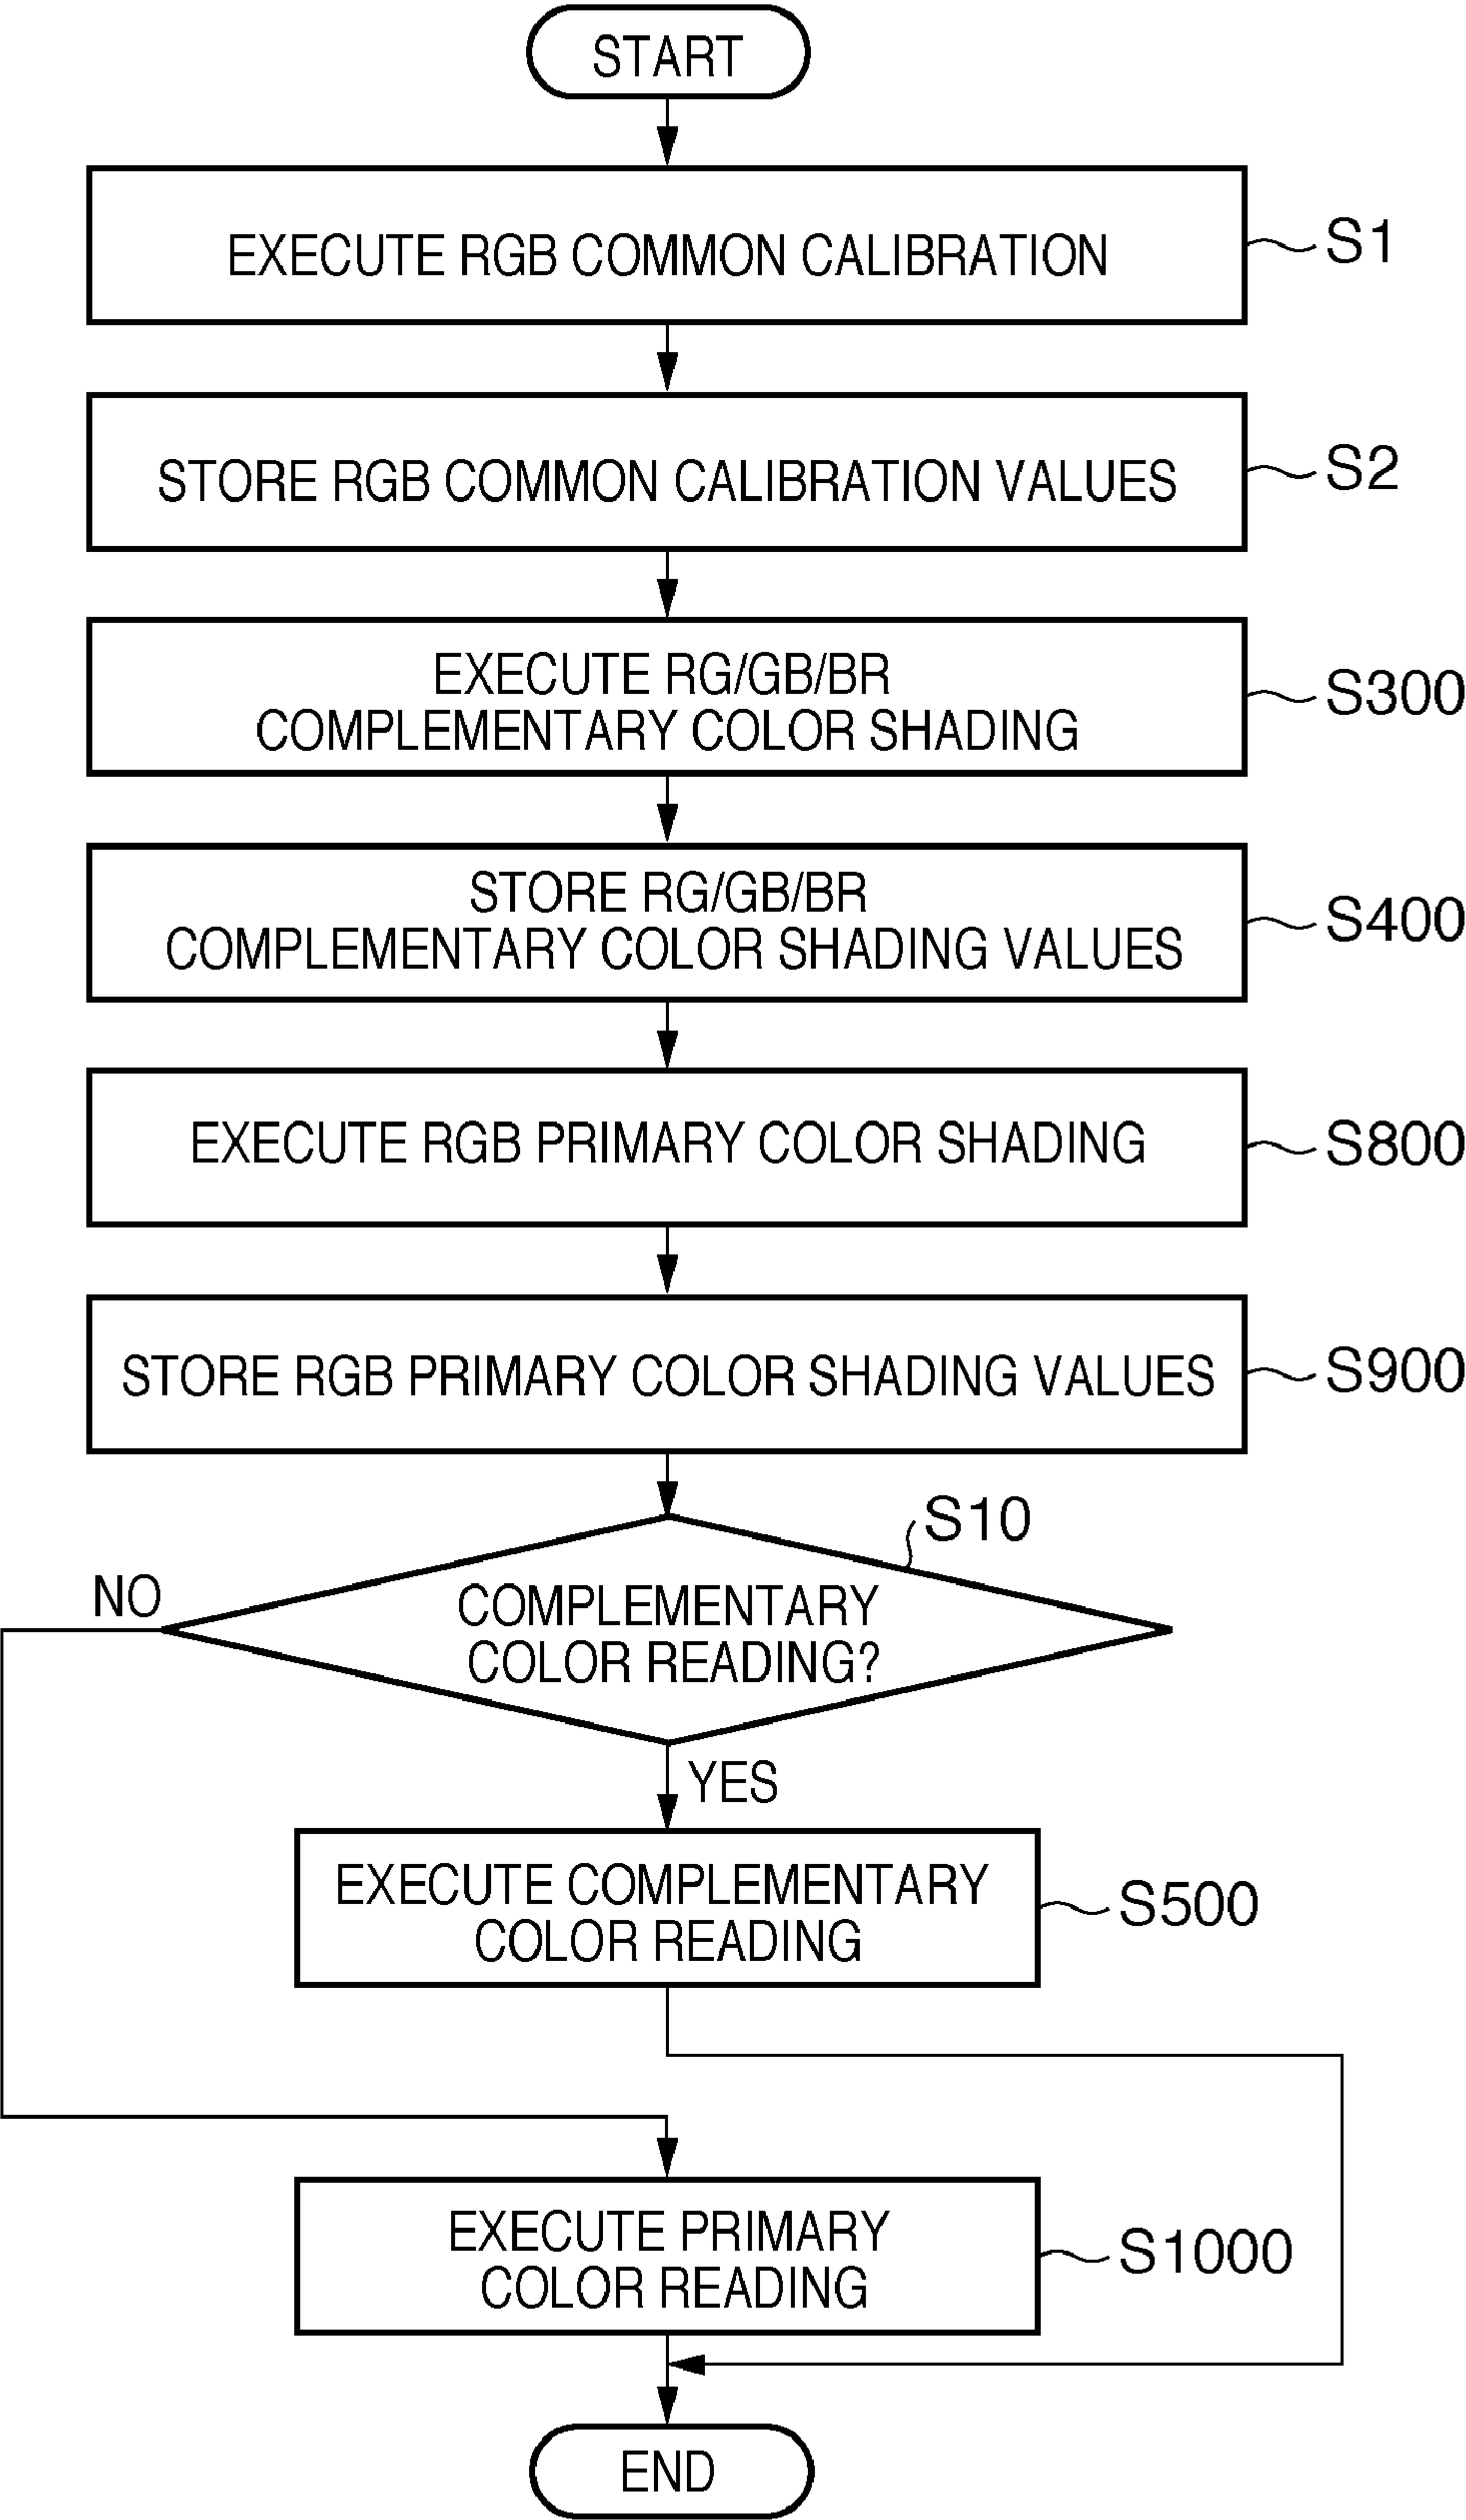 START
EXECUTE RGB COMMON CALIBRATION
S1
STORE RGB COMMON CALIBRATION VALUES
S2
EXECUTE RG/GB/BR
COMPLEMENTARY COLOR SHADING
S300
STORE RG/GB/BR
COMPLEMENTARY COLOR SHADING VALUES
S400
EXECUTE RGB PRIMARY COLOR SHADING
S800
STORE RGB PRIMARY COLOR SHADING VALUES
S900
S10
NO
COMPLEMENTARY
COLOR READING?
YES
EXECUTE COMPLEMENTARY
COLOR READING
S500
EXECUTE PRIMARY
COLOR READING
S1000
END